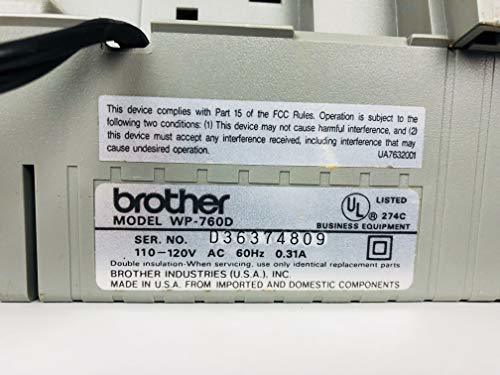 This device complies with Part 15 of the FCC Rules. Operation is subject to the
following two conditions: (1) This device may not cause harmful interference, and (2)
this device must accept any interference received, including interference that may
cause undesired operation. UA7632001
brother
MODEL WP-760D
UL ® LISTED 274C
BUSINESS EQUIPMENT
SER. NO. D36374809
110-120V AC 60Hz 0.31A
Double insulation-When servicing, use only identical replacement parts
BROTHER INDUSTRIES (U.S.A.), INC.
MADE IN U.S.A. FROM IMPORTED AND DOMESTIC COMPONENTS